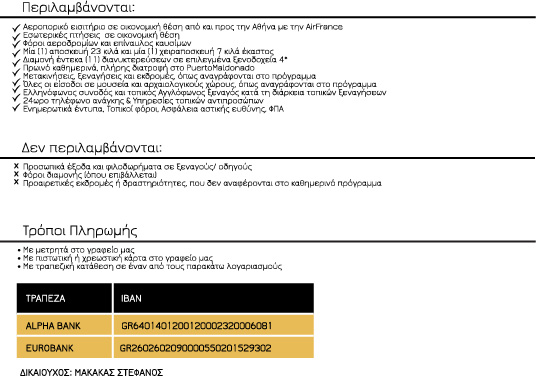 Περιλαμβάνονται:
✓ Αεροπορικό εισιτήριο σε οικονομική θέση από και προς την Αθήνα με την AirFrance
✓ Εσωτερικές πτήσεις σε οικονομική θέση
✓ Φόροι αεροδρομίων και επίναυλος καυσίμων
✓ Μία (1) αποσκευή 23 κιλά και μία (1) χειραποσκευή 7 κιλά έκαστος
✓ Διαμονή έντεκα (11) διανυκτερεύσεων σε επιλεγμένα ξενοδοχεία 4*
✓ Πρωινό καθημερινά, πλήρης διατροφή στο PuertoMaldonado
✓ Μετακινήσεις, ξεναγήσεις και εκδρομές, όπως αναγράφονται στο πρόγραμμα
✓ Όλες οι είσοδοι σε μουσεία και αρχαιολογικούς χώρους, όπως αναγράφονται στο πρόγραμμα
✓ Ελληνόφωνος συνοδός και τοπικός Αγγλόφωνος ξεναγός κατά τη διάρκεια τοπικών ξεναγήσεων
✓ 24ωρο τηλέφωνο ανάγκης & Υπηρεσίες τοπικών αντιπροσώπων
✓ Ενημερωτικά έντυπα, Τοπικοί φόροι, Ασφάλεια αστικής ευθύνης, ΦΠΑ
Δεν περιλαμβάνονται:
x Προσωπικά έξοδα και φιλοδωρήματα σε ξεναγούς/ οδηγούς
x Φόροι διαμονής (όπου επιβάλλεται)
x Προαιρετικές εκδρομές ή δραστηριότητες, που δεν αναφέρονται στο καθημερινό πρόγραμμα
Τρόποι Πληρωμής
• Με μετρητά στο γραφείο μας
• Με πιστωτική ή χρεωστική κάρτα στο γραφείο μας
• Με τραπεζική κατάθεση σε έναν από τους παρακάτω λογαριασμούς
ΤΡΑΠΕΖΑ IBAN
ALPHA BANK GR6401401200120002320006081
EUROBANK GR2602602090000550201529302
ΔΙΚΑΙΟΥΧΟΣ: ΜΑΚΑΚΑΣ ΣΤΕΦΑΝΟΣ